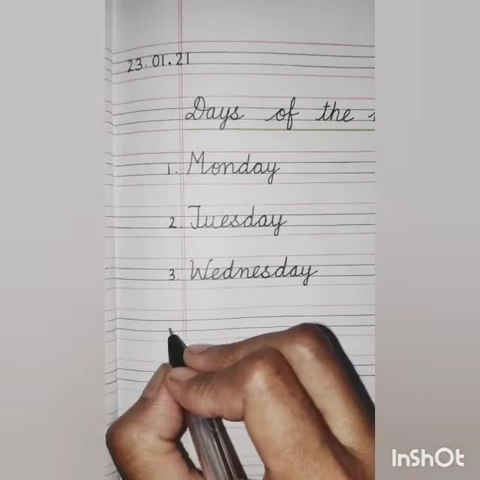 23.01.21
Days of the
1. Monday
2. Tuesday
3. Wednesday
InShOt